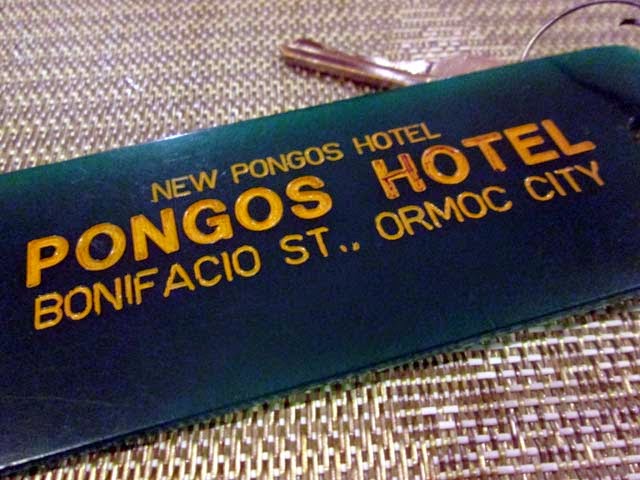 NEW PONGOS HOTEL
PONGOS HOTEL
BONIFACIO ST., ORMOC CITY